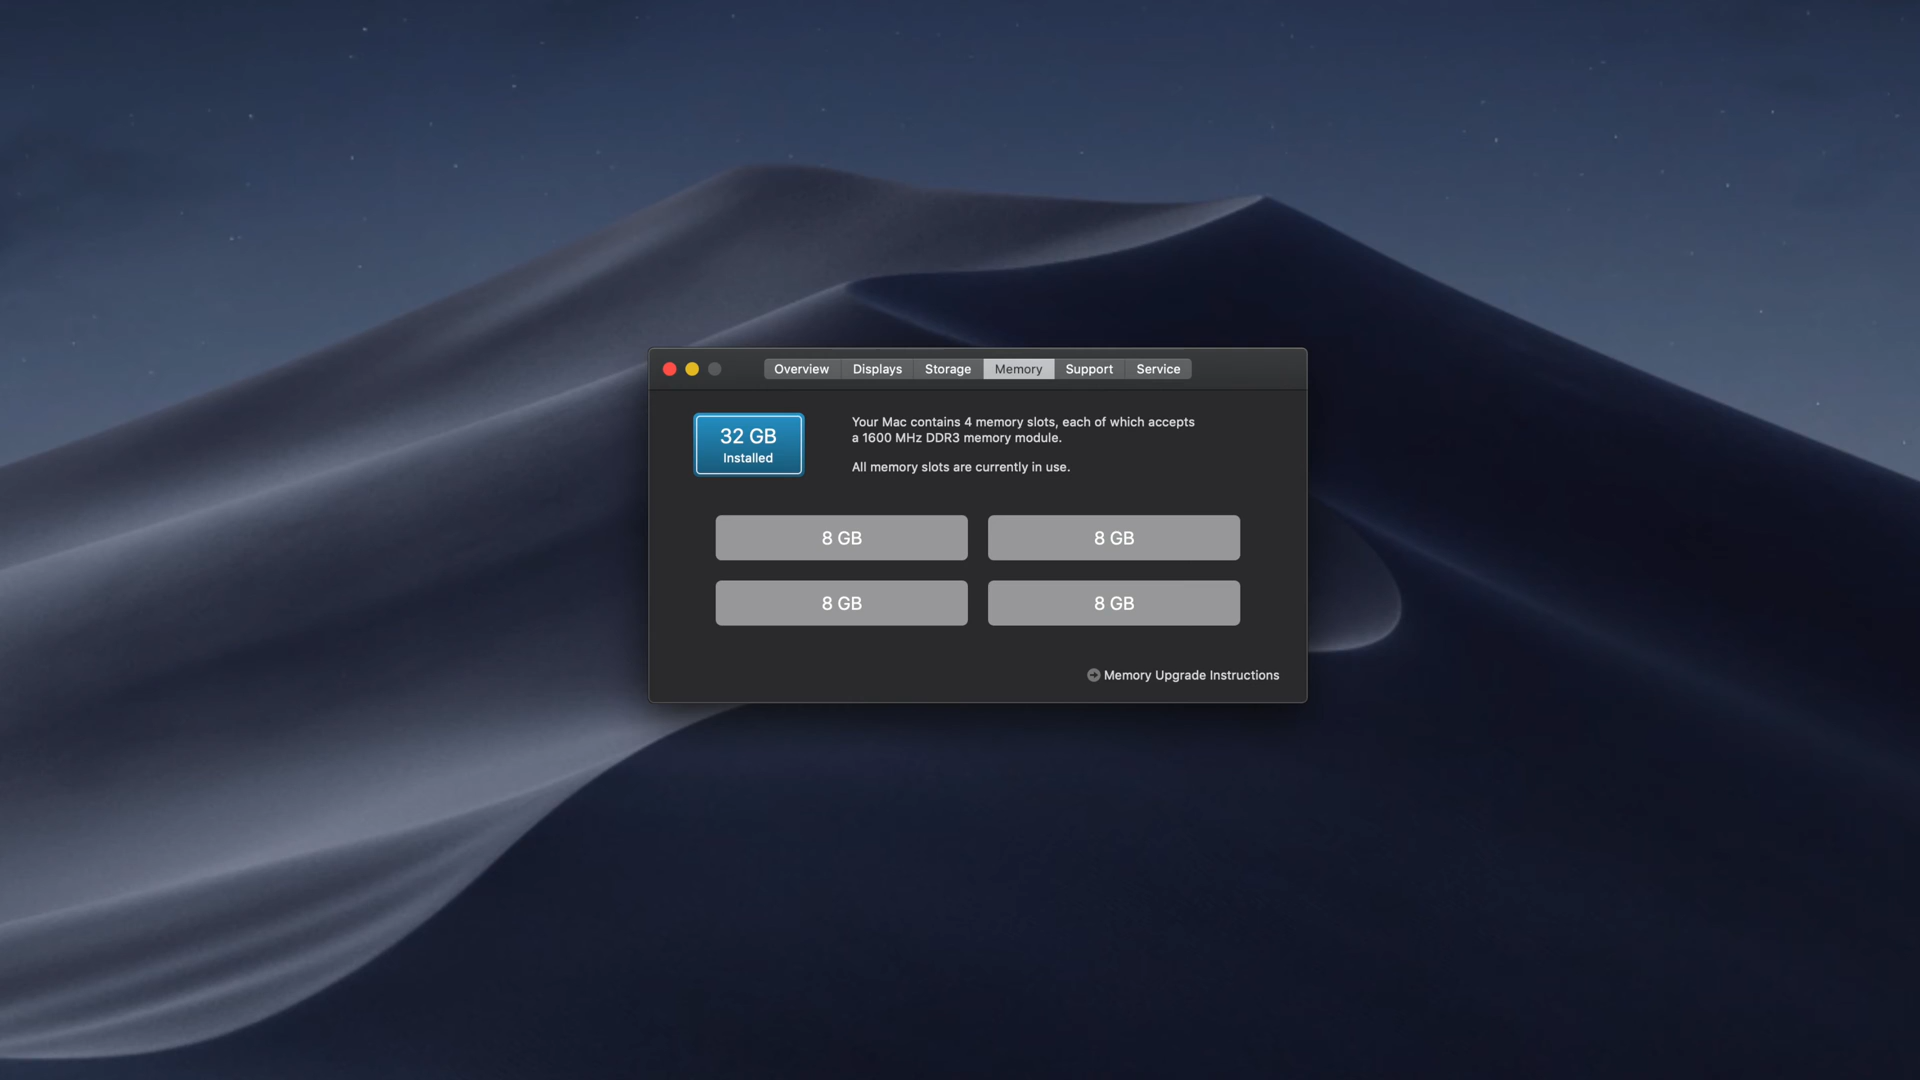 Overview Displays Storage Memory Support Service
32 GB
Installed
Your Mac contains 4 memory slots, each of which accepts
a 1600 MHz DDR3 memory module.
All memory slots are currently in use.
8 GB 8 GB
8 GB 8 GB
Memory Upgrade Instructions